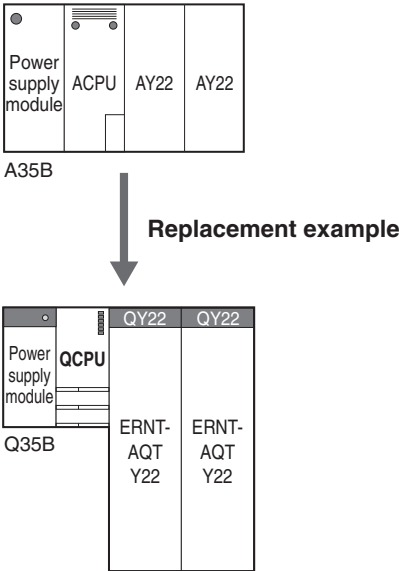 Power
supply
module
ACPU
AY22
AY22
A35B
Replacement example
QY22
QY22
Power
supply
module
QCPU
ERNT-
AQT
Y22
ERNT-
AQT
Y22
Q35B